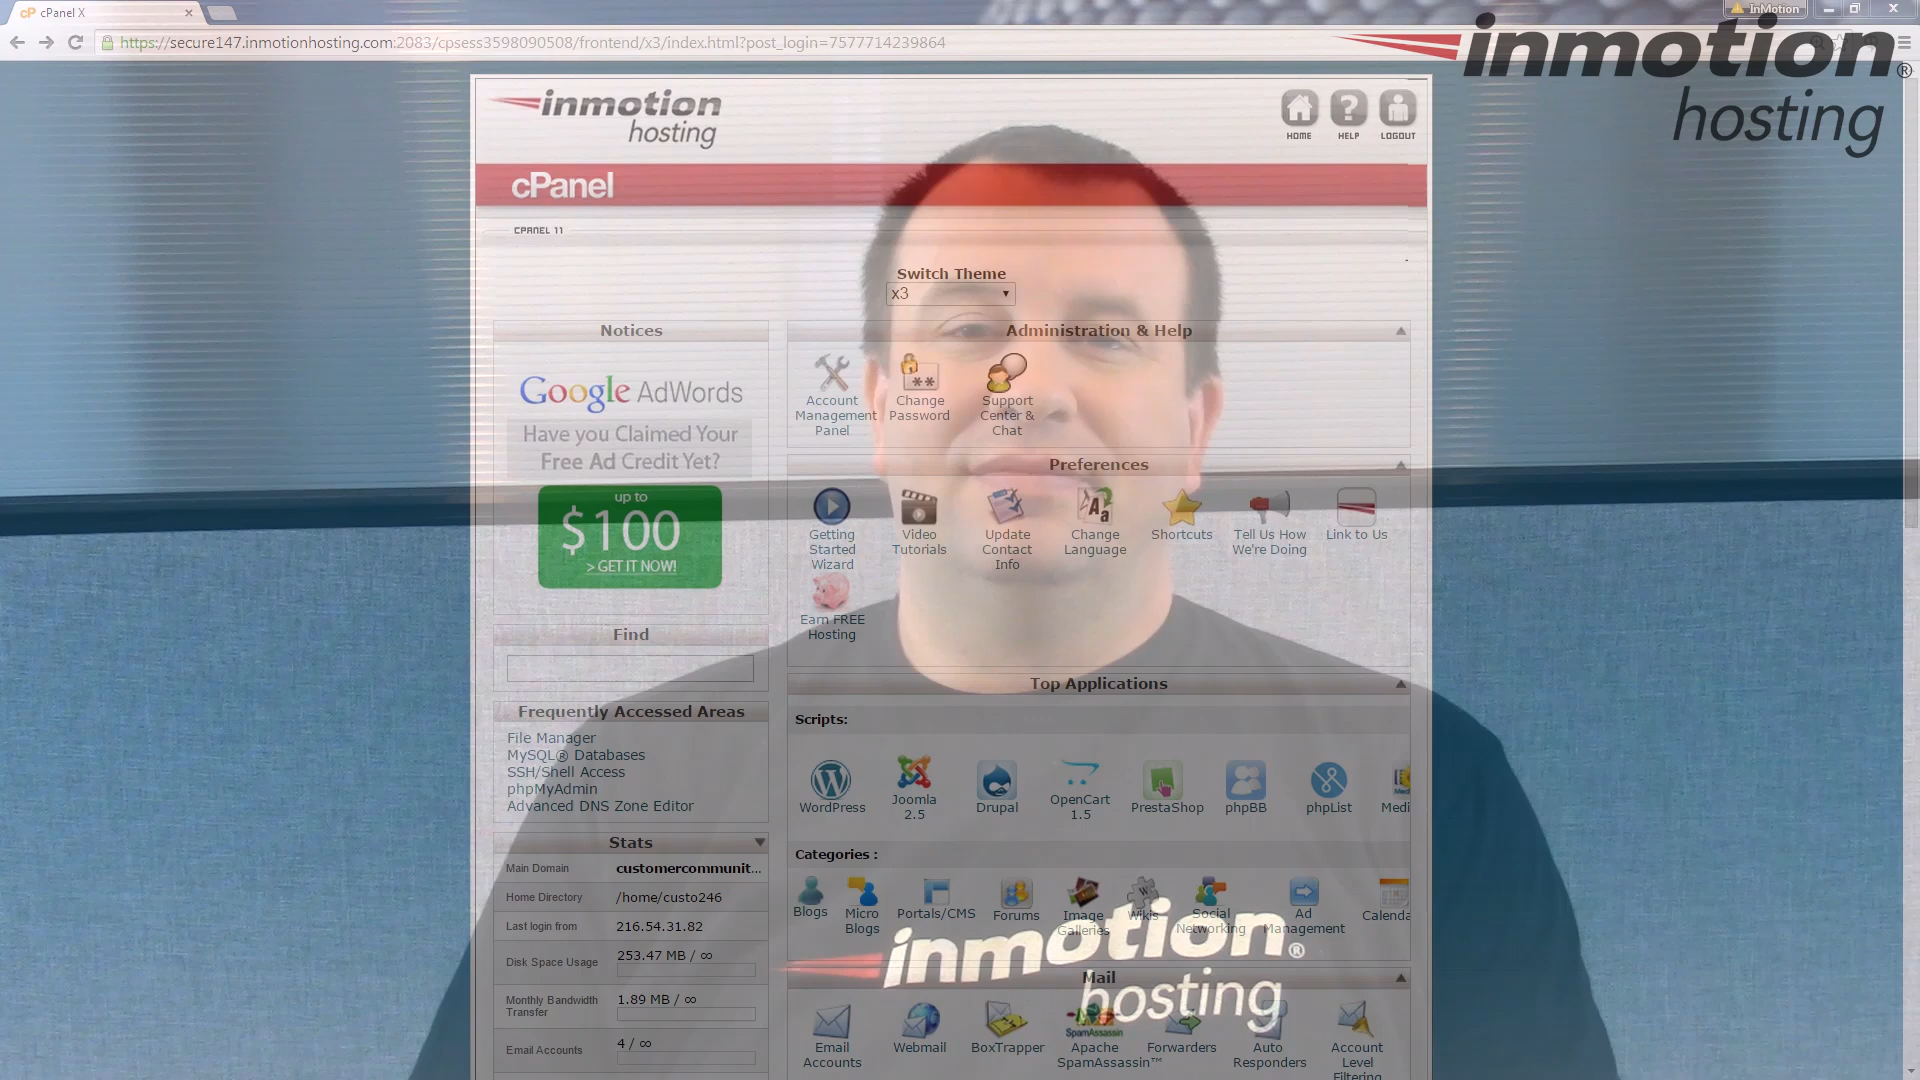 cPanel X
InMotion
https://secure147.inmotionhosting.com:2083/cpsess3598090508/frontend/x3/index.html?post_login=7577714239864
inmotion®
hosting
inmotion
hosting
HOME
HELP
LOGOUT
cPanel
CPANEL 11
Switch Theme
x3
Notices
Google AdWords
Have you Claimed Your
Free Ad Credit Yet?
up to
$100
> GET IT NOW!
Find
Frequently Accessed Areas
File Manager
MySQL® Databases
SSH/Shell Access
phpMyAdmin
Advanced DNS Zone Editor
Stats
Main Domain customercommunit...
Home Directory /home/custo246
Last login from 216.54.31.82
Disk Space Usage 253.47 MB / ∞
Monthly Bandwidth
Transfer
1.89 MB / ∞
Email Accounts 4 / ∞
Administration & Help
Account
Management
Panel
Change
Password
Support
Center &
Chat
Preferences
Getting
Started
Wizard
Video
Tutorials
Update
Contact
Info
Change
Language
Shortcuts
Tell Us How
We're Doing
Link to Us
Earn FREE
Hosting
Top Applications
Scripts:
WordPress
Joomla
2.5
Drupal
OpenCart
1.5
PrestaShop
phpBB
phpList
Medi
Categories :
Blogs
Micro
Blogs
Portals/CMS
Forums
Image
Galleries
Wikis
Social
Networking
Ad
Management
Calenda
inmotion®
hosting
Mail
Email
Accounts
Webmail
BoxTrapper
SpamAssassin
Apache
SpamAssassin™
Forwarders
Auto
Responders
Account
Level
Filtering